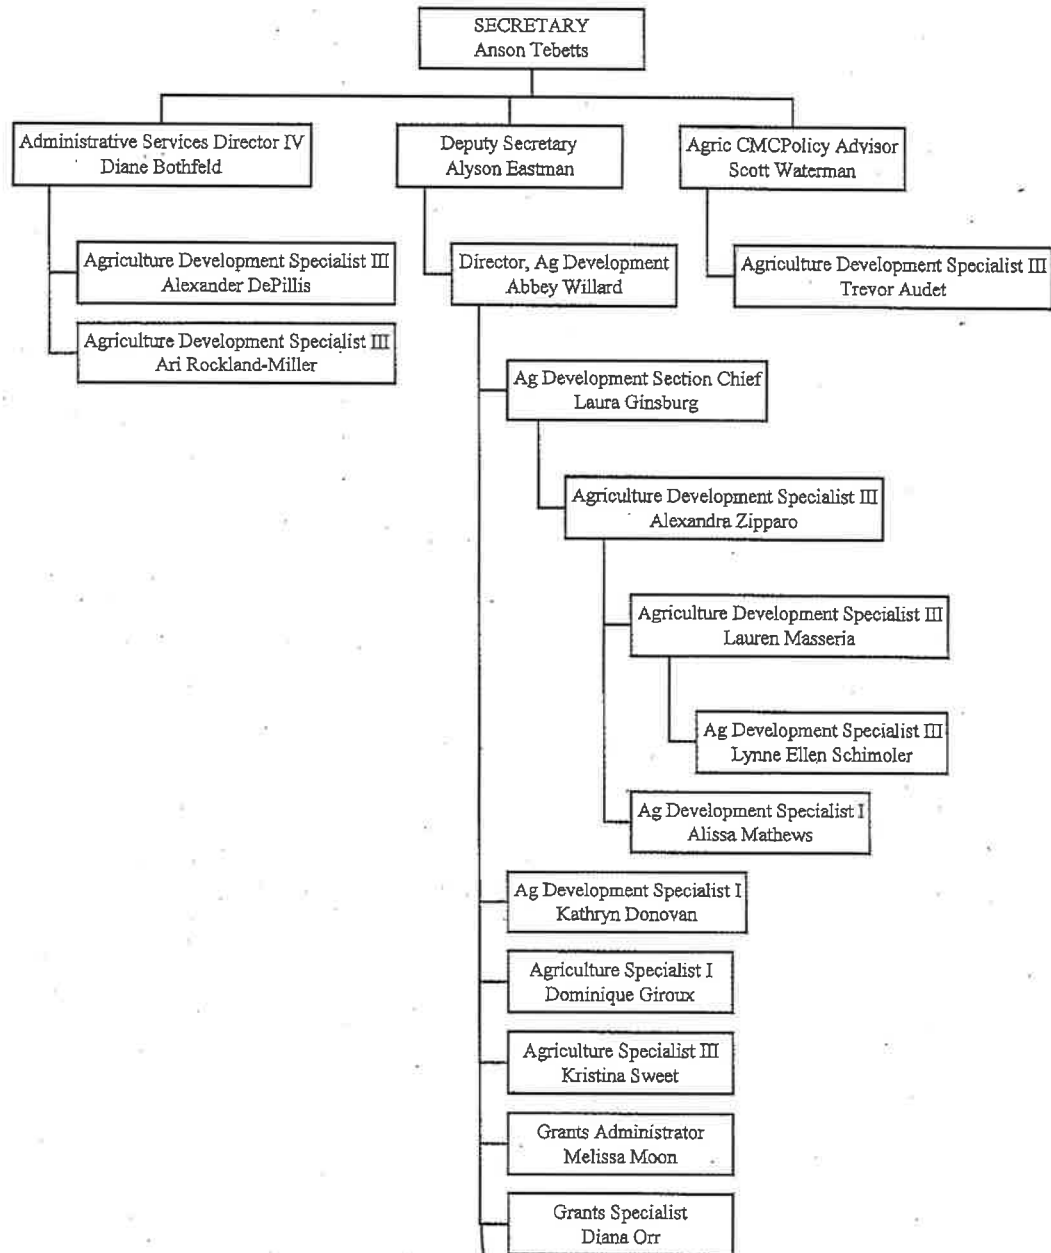 SECRETARY
Anson Tebetts
Administrative Services Director IV
Diane Bothfeld
Deputy Secretary
Alyson Eastman
Agric CMCPolicy Advisor
Scott Waterman
Agriculture Development Specialist III
Alexander DePillis
Agriculture Development Specialist III
Ari Rockland-Miller
Director, Ag Development
Abbey Willard
Agriculture Development Specialist III
Trevor Audet
Ag Development Section Chief
Laura Ginsburg
Agriculture Development Specialist III
Alexandra Zipparo
Agriculture Development Specialist III
Lauren Masseria
Ag Development Specialist III
Lynne Ellen Schimoler
Ag Development Specialist I
Alissa Mathews
Ag Development Specialist I
Kathryn Donovan
Agriculture Specialist I
Dominique Giroux
Agriculture Specialist III
Kristina Sweet
Grants Administrator
Melissa Moon
Grants Specialist
Diana Orr